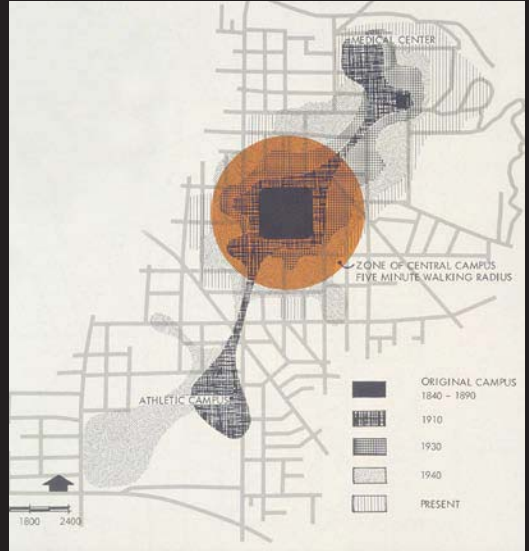 MEDICAL CENTER
ZONE OF CENTRAL CAMPUS
FIVE MINUTE WALKING RADIUS
ATHLETIC CAMPUS
ORIGINAL CAMPUS
1840 – 1890
1910
1930
1940
PRESENT
1800 2400